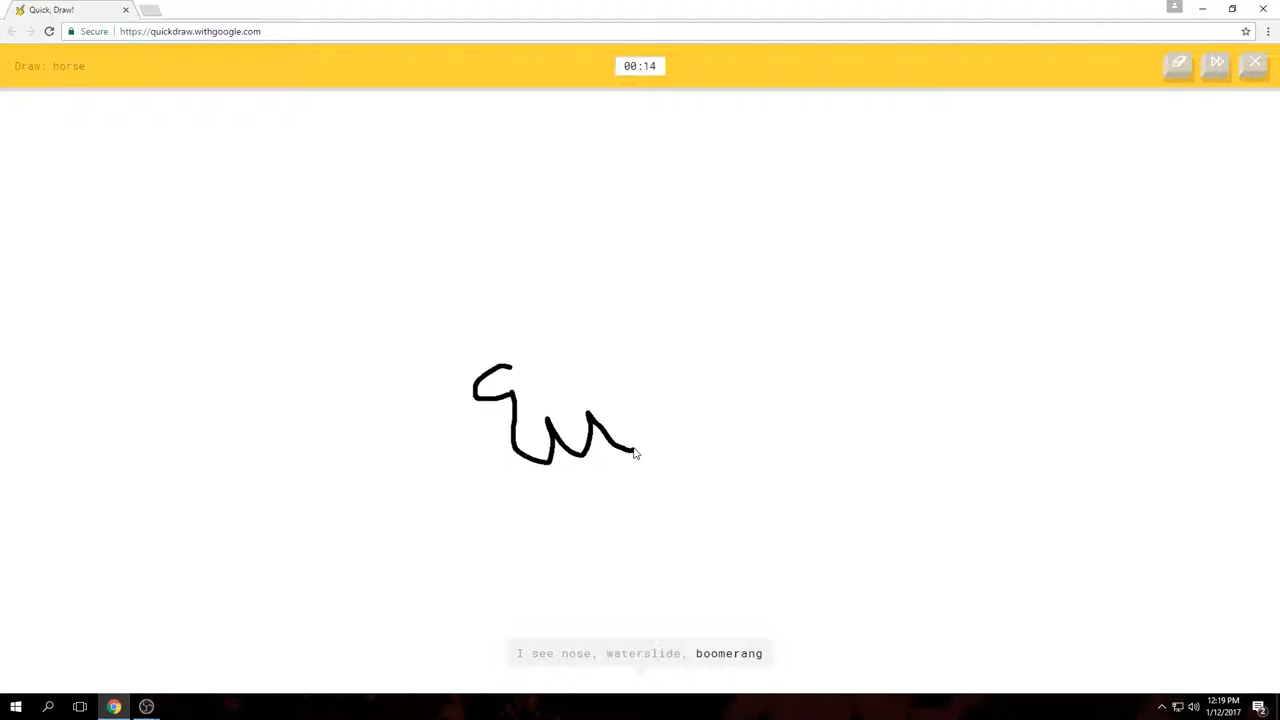 Quick, Draw!
Secure https://quickdraw.withgoogle.com
Draw: horse
00:14
I see nose, waterslide, boomerang
12:19 PM
1/12/2017
2